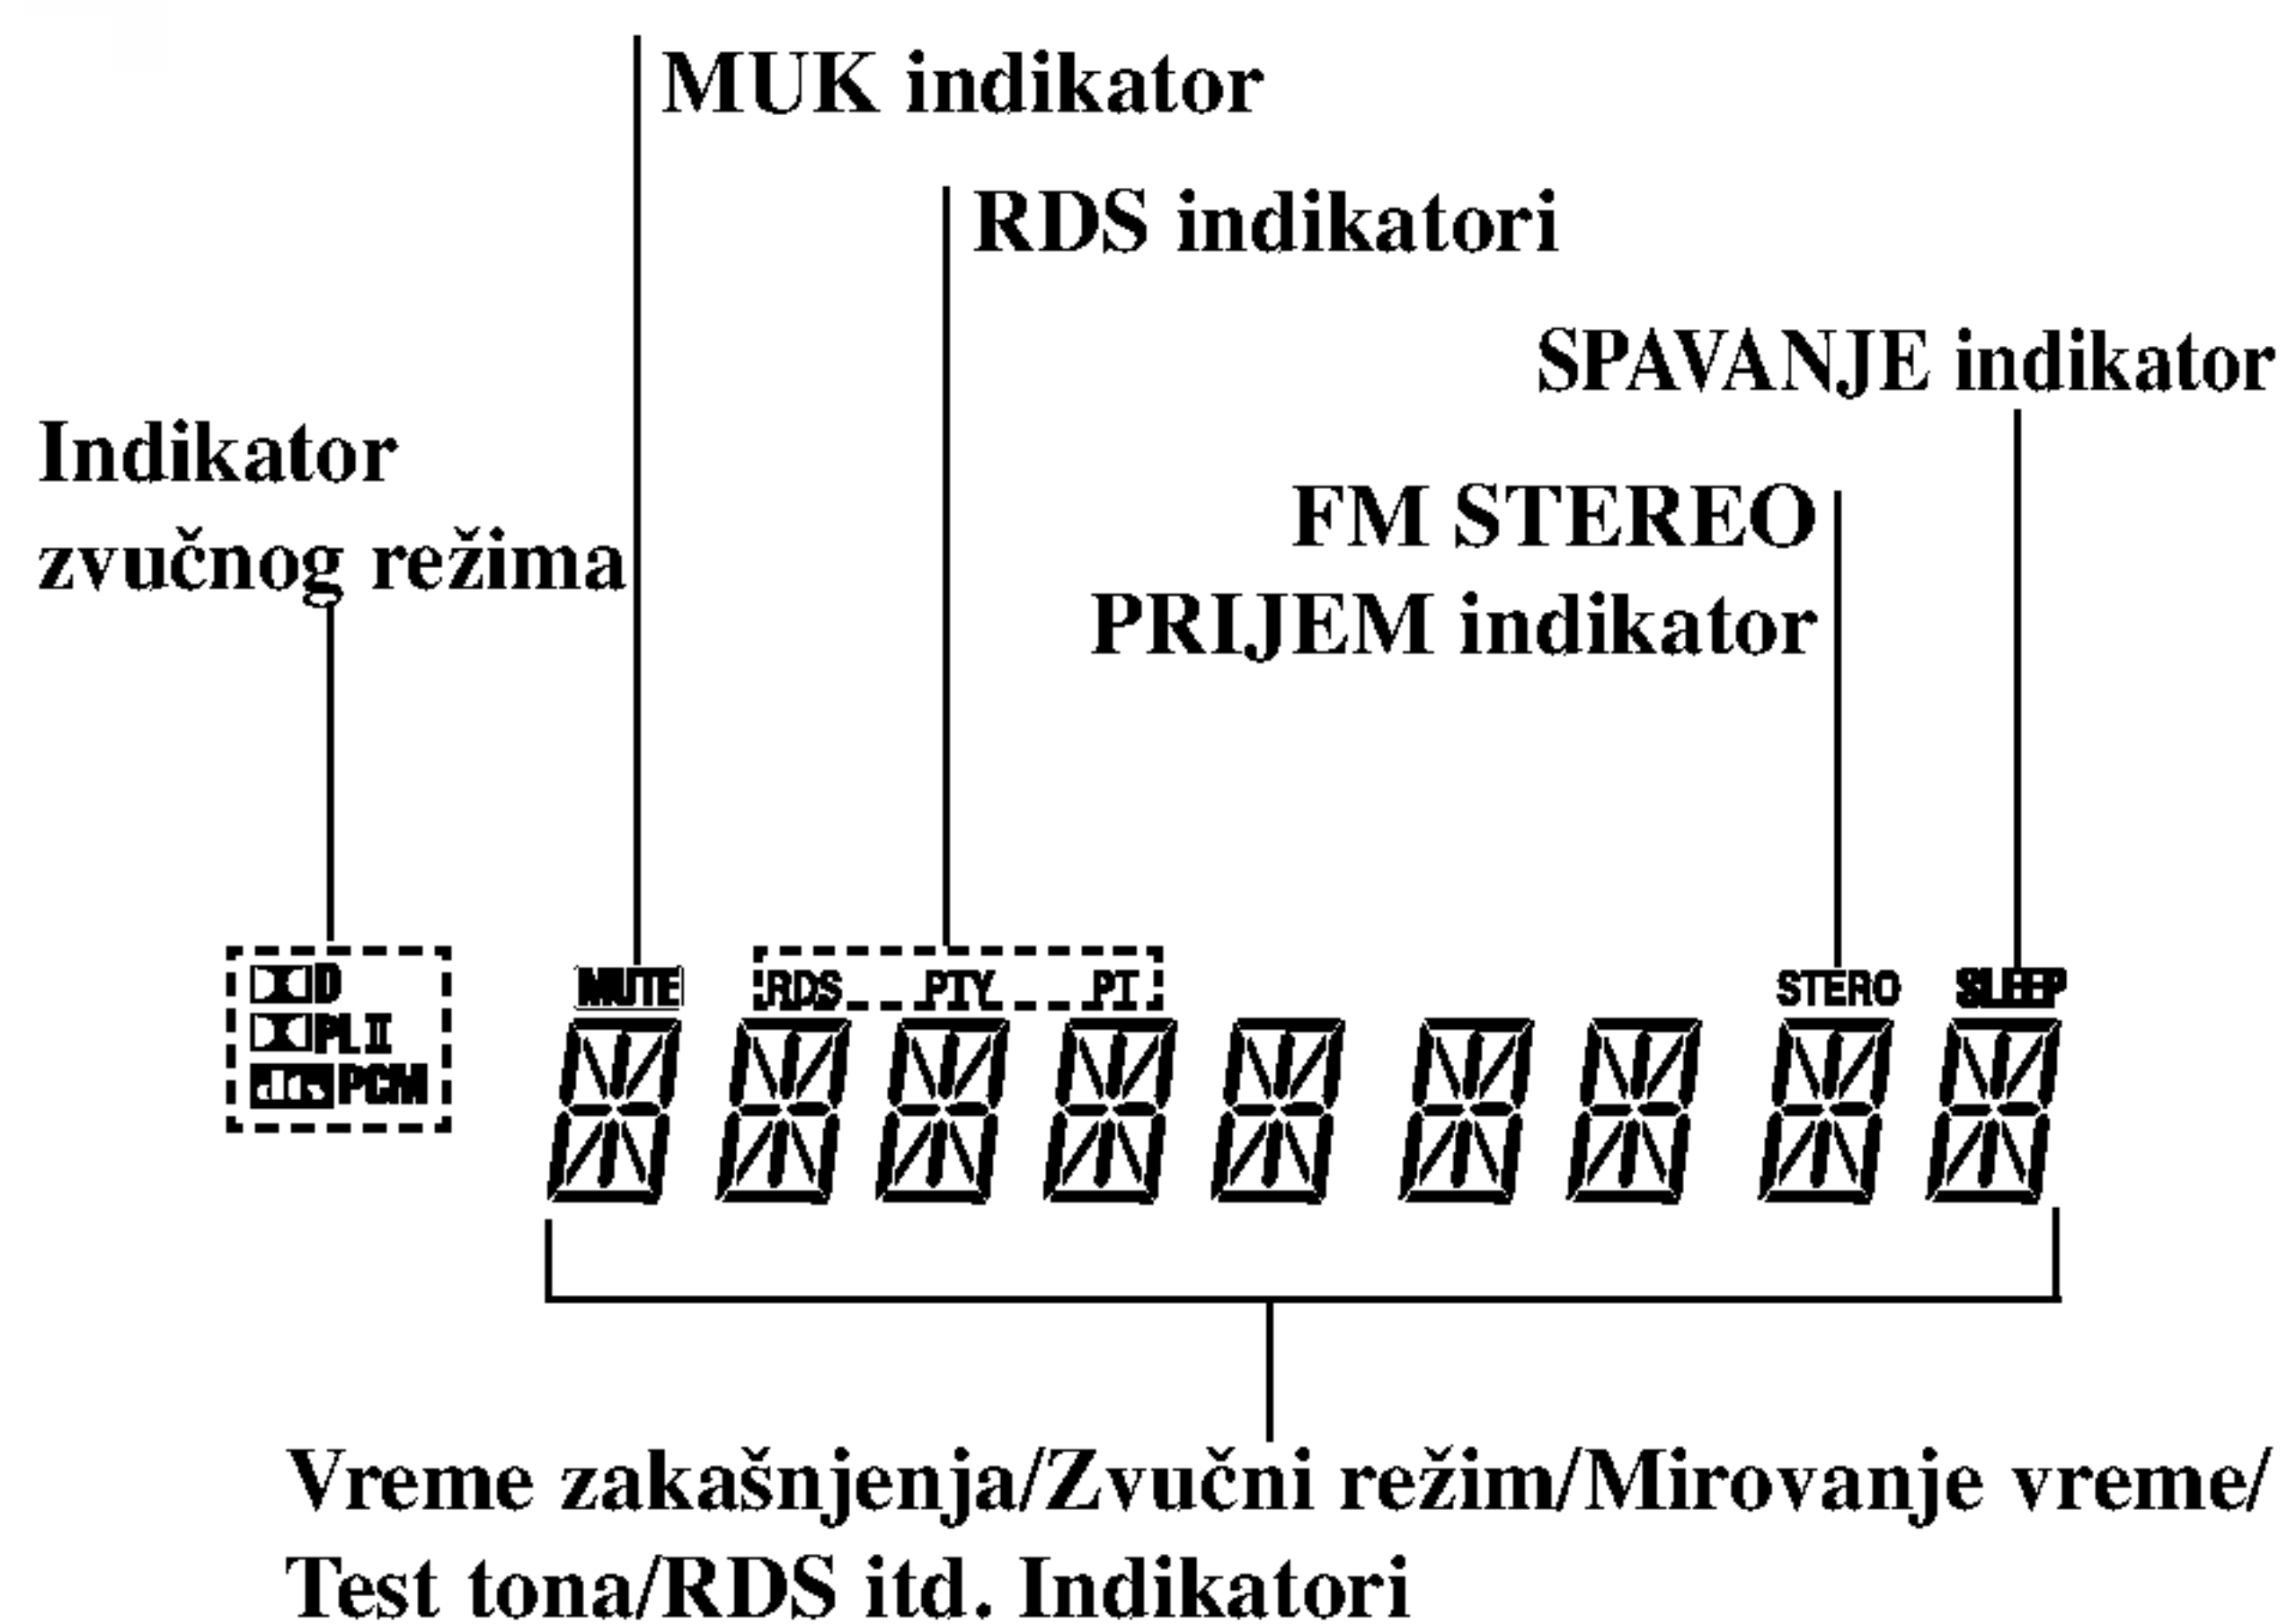 MUK indikator
RDS indikatori
SPAVANJE indikator
Indikator
zvučnog režima
FM STEREO
PRIJEM indikator
D
PL II
dts PCM
MUTE
RDS PTY PT
STERO
SLEEP
Vreme zakašnjenja/Zvučni režim/Mirovanje vreme/
Test tona/RDS itd. Indikatori